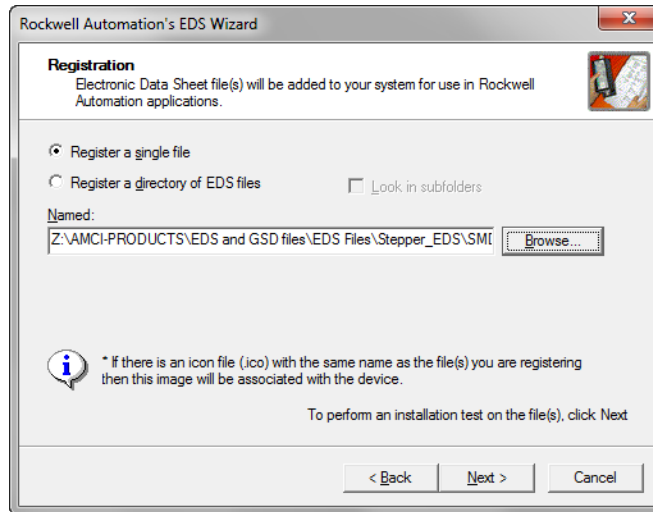 Rockwell Automation's EDS Wizard
Registration
Electronic Data Sheet file(s) will be added to your system for use in Rockwell
Automation applications.
Register a single file
Register a directory of EDS files
Look in subfolders
Named:
Z:\AMCI-PRODUCTS\EDS and GSD files\EDS Files\Stepper_EDS\SMD
Browse...
* If there is an icon file (.ico) with the same name as the file(s) you are registering
then this image will be associated with the device.
To perform an installation test on the file(s), click Next
< Back
Next >
Cancel